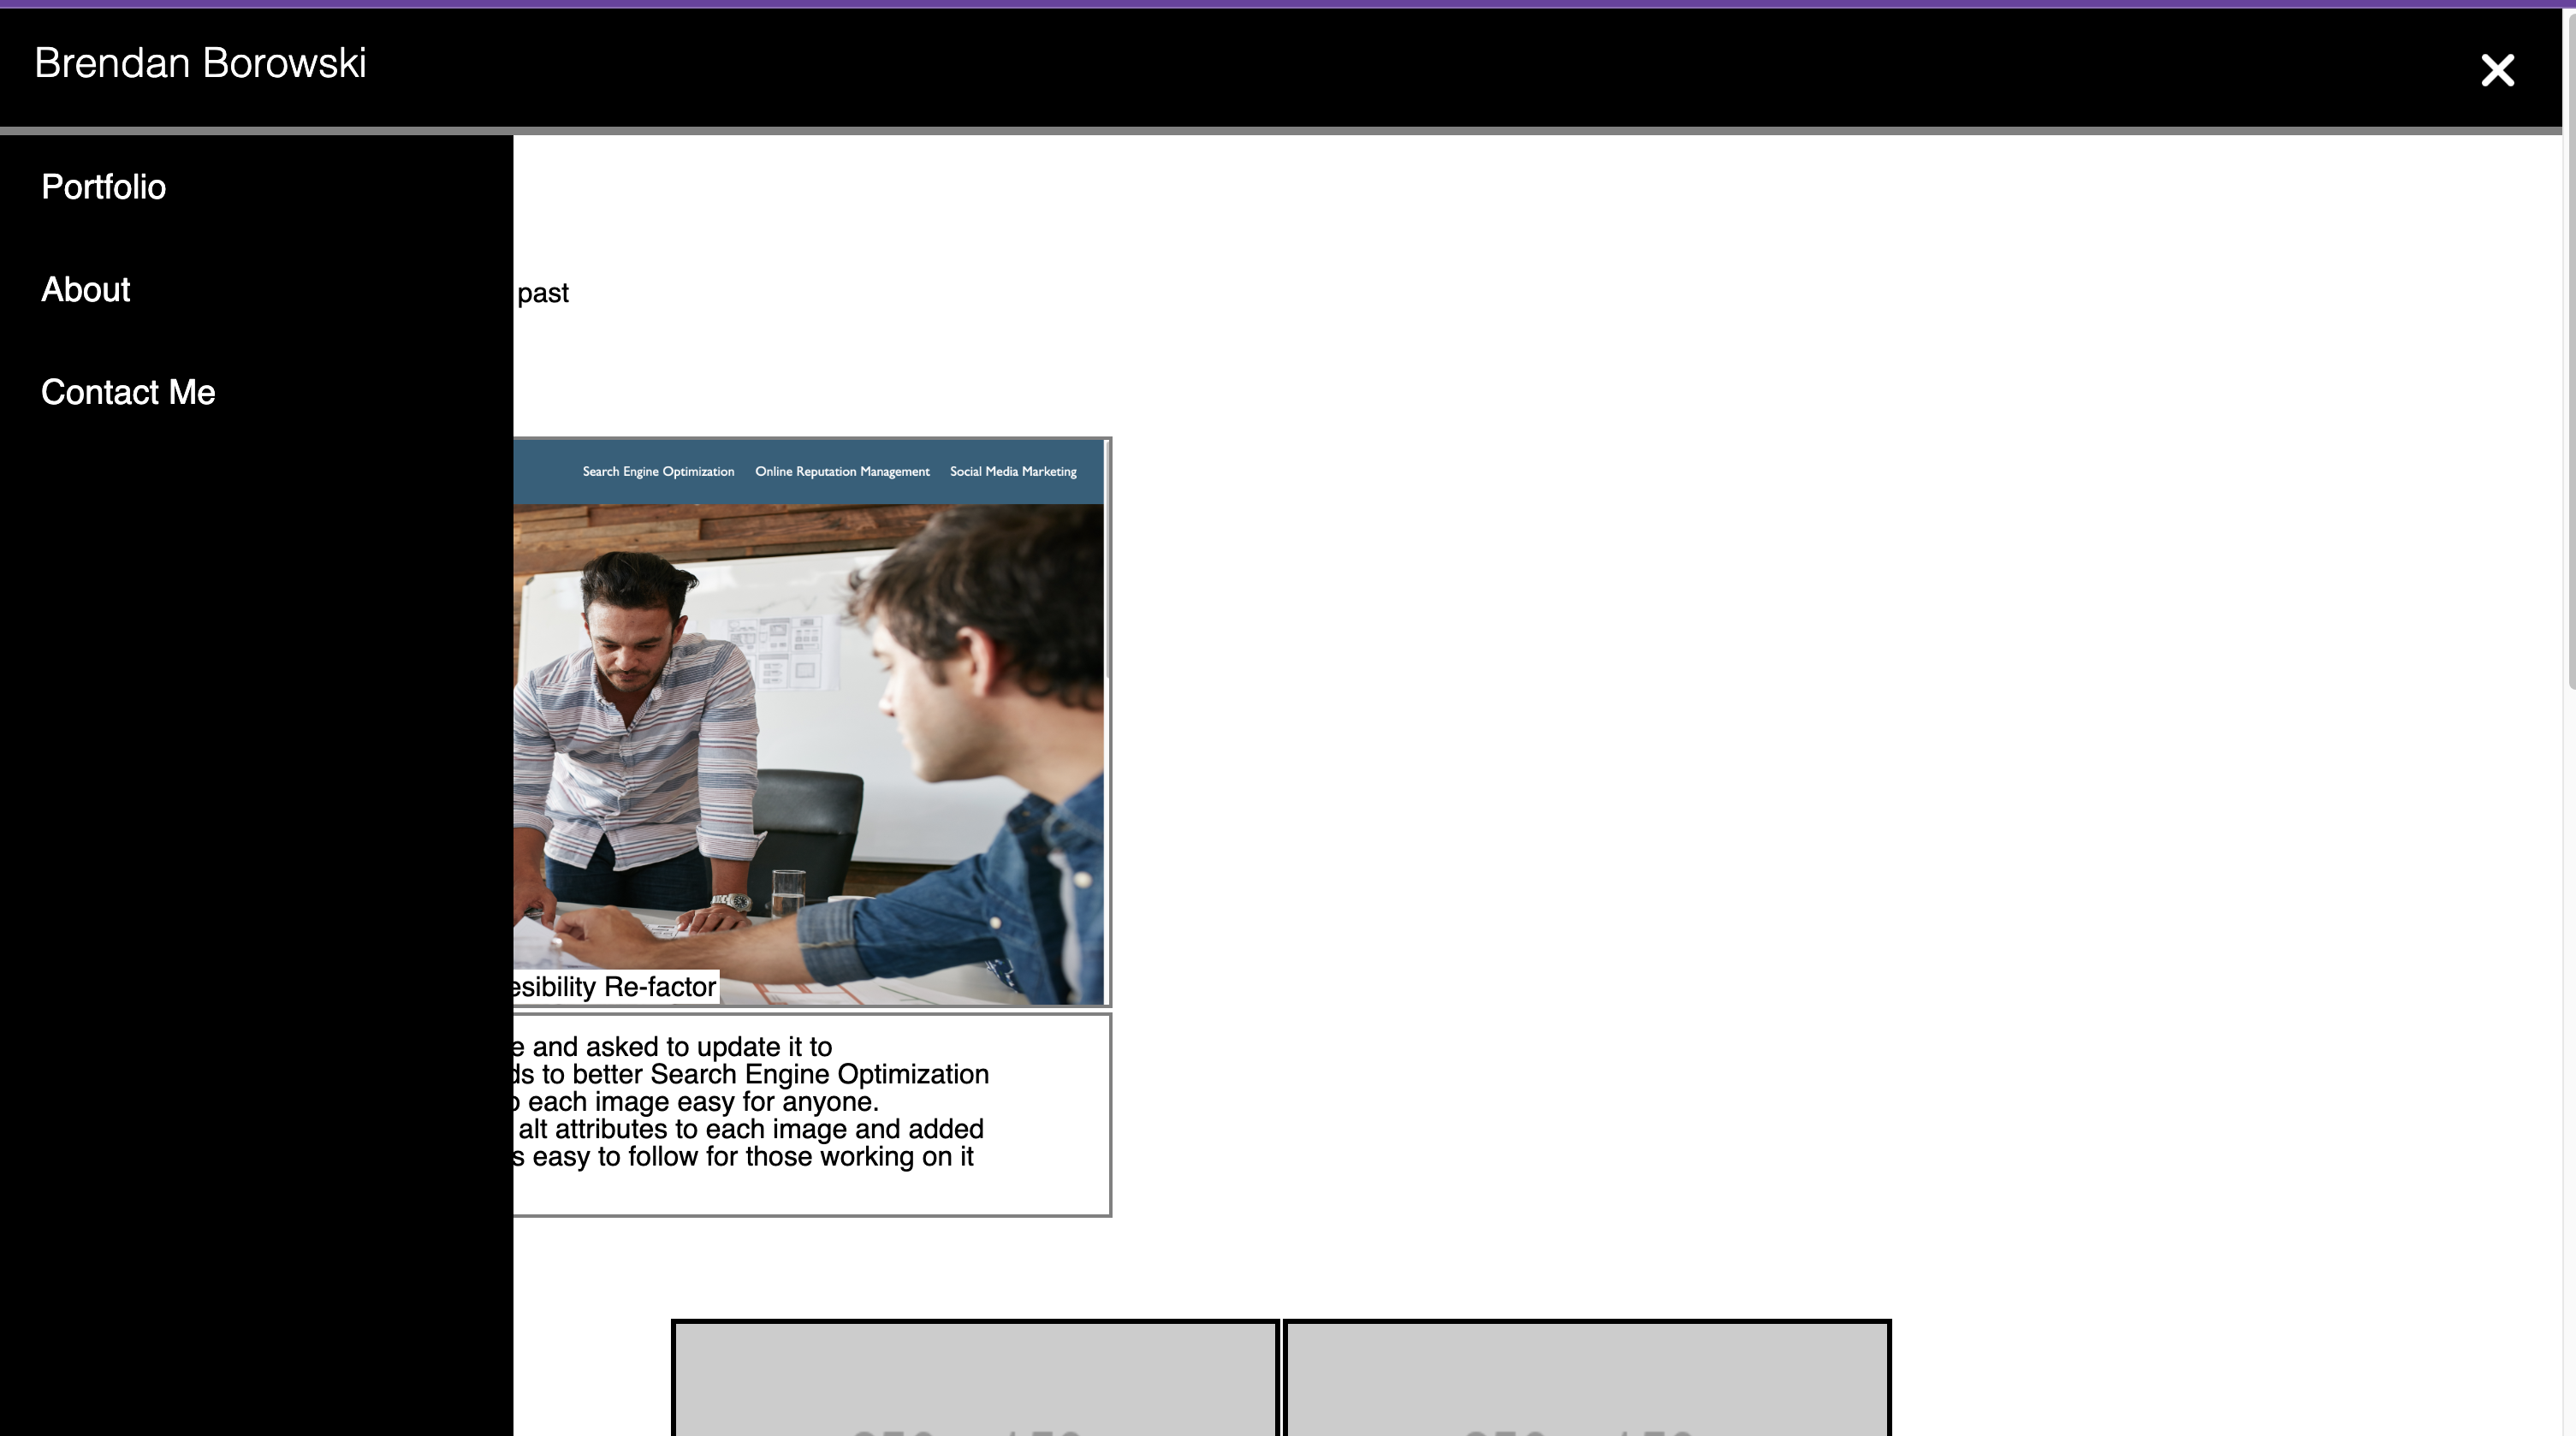 Brendan Borowski
Portfolio
About
past
Contact Me
Search Engine Optimization Online Reputation Management Social Media Marketing
esibility Re-factor
e and asked to update it to
ds to better Search Engine Optimization
each image easy for anyone.
alt attributes to each image and added
s easy to follow for those working on it